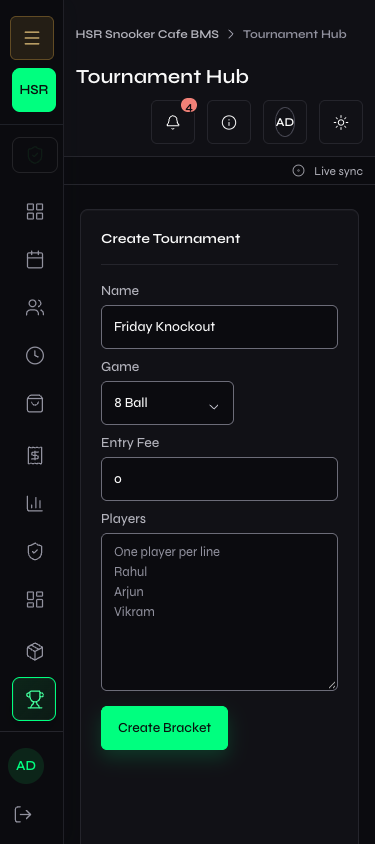 HSR Snooker Cafe BMS > Tournament Hub
HSR
Tournament Hub
4
AD
Live sync
Create Tournament
Name
Friday Knockout
Game
8 Ball
Entry Fee
0
Players
One player per line
Rahul
Arjun
Vikram
Create Bracket
AD